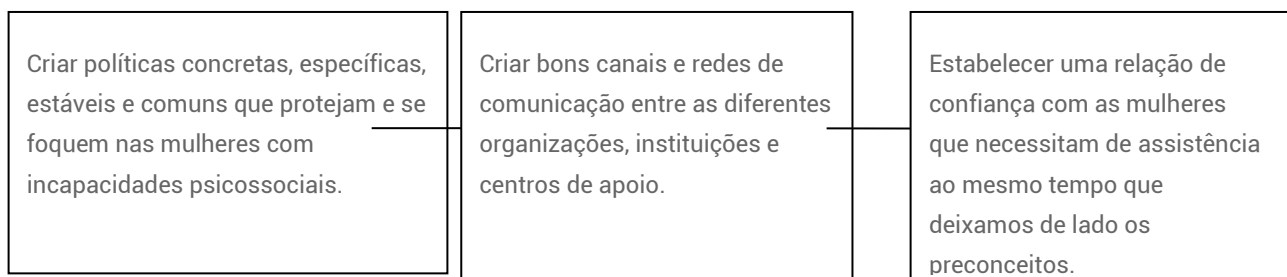 Criar políticas concretas, específicas,
estáveis e comuns que protejam e se
foquem nas mulheres com
incapacidades psicossociais.
Criar bons canais e redes de
comunicação entre as diferentes
organizações, instituições e
centros de apoio.
Estabelecer uma relação de
confiança com as mulheres
que necessitam de assistência
ao mesmo tempo que
deixamos de lado os
preconceitos.